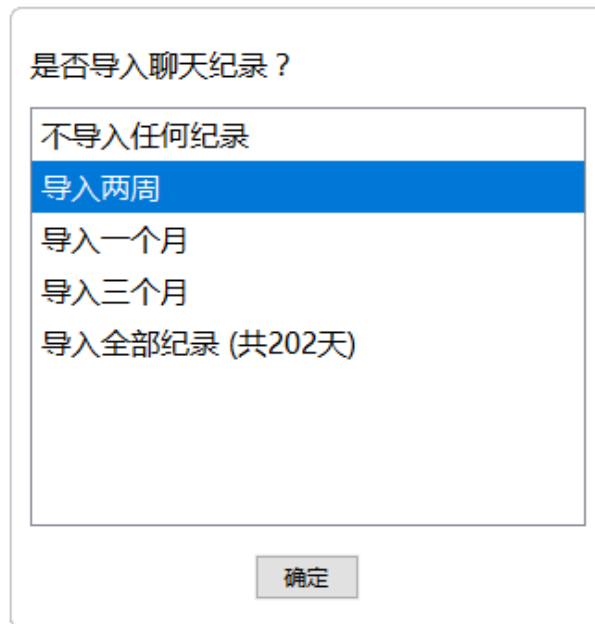 是否导入聊天纪录？
不导入任何纪录
导入两周
导入一个月
导入三个月
导入全部纪录 (共202天)
确定